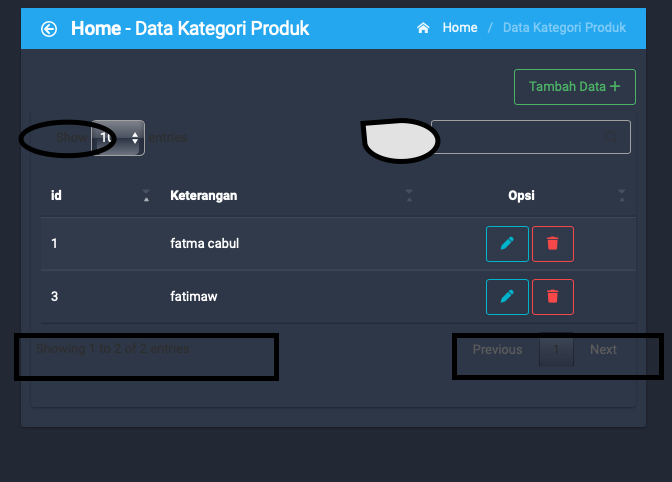 Home - Data Kategori Produk
Home / Data Kategori Produk
Tambah Data +
Show 10 entries
id Keterangan Opsi
1 fatma cabul
3 fatimaw
Showing 1 to 2 of 2 entries
Previous 1 Next